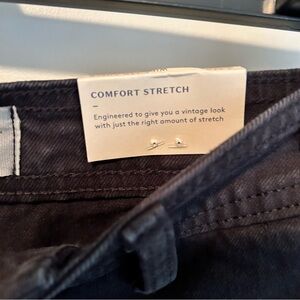 COMFORT STRETCH
Engineered to give you a vintage look
with just the right amount of stretch